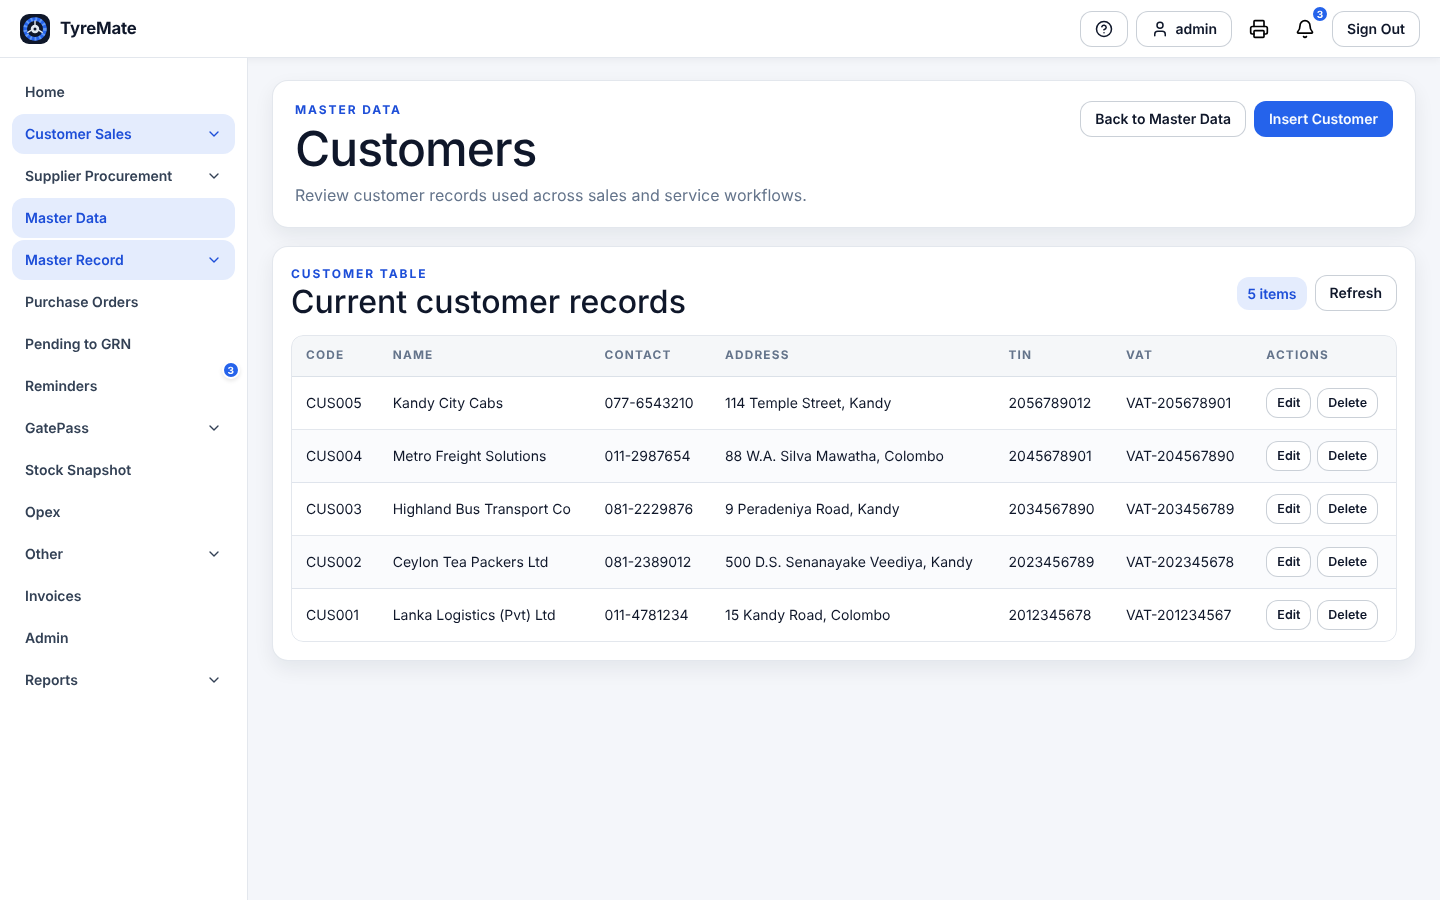 TyreMate
admin
3
Sign Out
Home
Customer Sales
Supplier Procurement
Master Data
Master Record
Purchase Orders
Pending to GRN
Reminders
3
GatePass
Stock Snapshot
Opex
Other
Invoices
Admin
Reports
MASTER DATA
Customers
Review customer records used across sales and service workflows.
Back to Master Data
Insert Customer
CUSTOMER TABLE
Current customer records
5 items
Refresh
CODE NAME CONTACT ADDRESS TIN VAT ACTIONS
CUS005 Kandy City Cabs 077-6543210 114 Temple Street, Kandy 2056789012 VAT-205678901 Edit Delete
CUS004 Metro Freight Solutions 011-2987654 88 W.A. Silva Mawatha, Colombo 2045678901 VAT-204567890 Edit Delete
CUS003 Highland Bus Transport Co 081-2229876 9 Peradeniya Road, Kandy 2034567890 VAT-203456789 Edit Delete
CUS002 Ceylon Tea Packers Ltd 081-2389012 500 D.S. Senanayake Veediya, Kandy 2023456789 VAT-202345678 Edit Delete
CUS001 Lanka Logistics (Pvt) Ltd 011-4781234 15 Kandy Road, Colombo 2012345678 VAT-201234567 Edit Delete